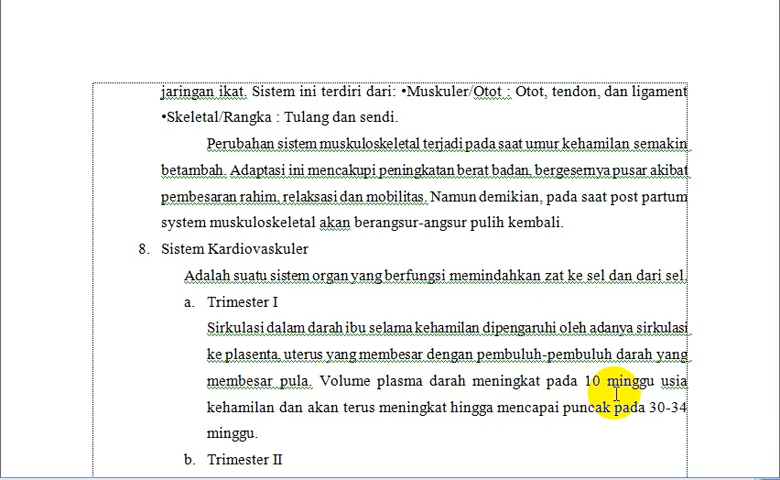 jaringan ikat. Sistem ini terdiri dari: •Muskuler/Otot : Otot, tendon, dan ligament
•Skeletal/Rangka : Tulang dan sendi.
Perubahan sistem muskuloskeletal terjadi pada saat umur kehamilan semakin
betambah. Adaptasi ini mencakupi peningkatan berat badan, bergesernya pusar akibat
pembesaran rahim, relaksasi dan mobilitas. Namun demikian, pada saat post partum
system muskuloskeletal akan berangsur-angsur pulih kembali.
8. Sistem Kardiovaskuler
Adalah suatu sistem organ yang berfungsi memindahkan zat ke sel dan dari sel.
a. Trimester I
Sirkulasi dalam darah ibu selama kehamilan dipengaruhi oleh adanya sirkulasi
ke plasenta, uterus yang membesar dengan pembuluh-pembuluh darah yang
membesar pula. Volume plasma darah meningkat pada 10 minggu usia
kehamilan dan akan terus meningkat hingga mencapai puncak pada 30-34
minggu.
b. Trimester II